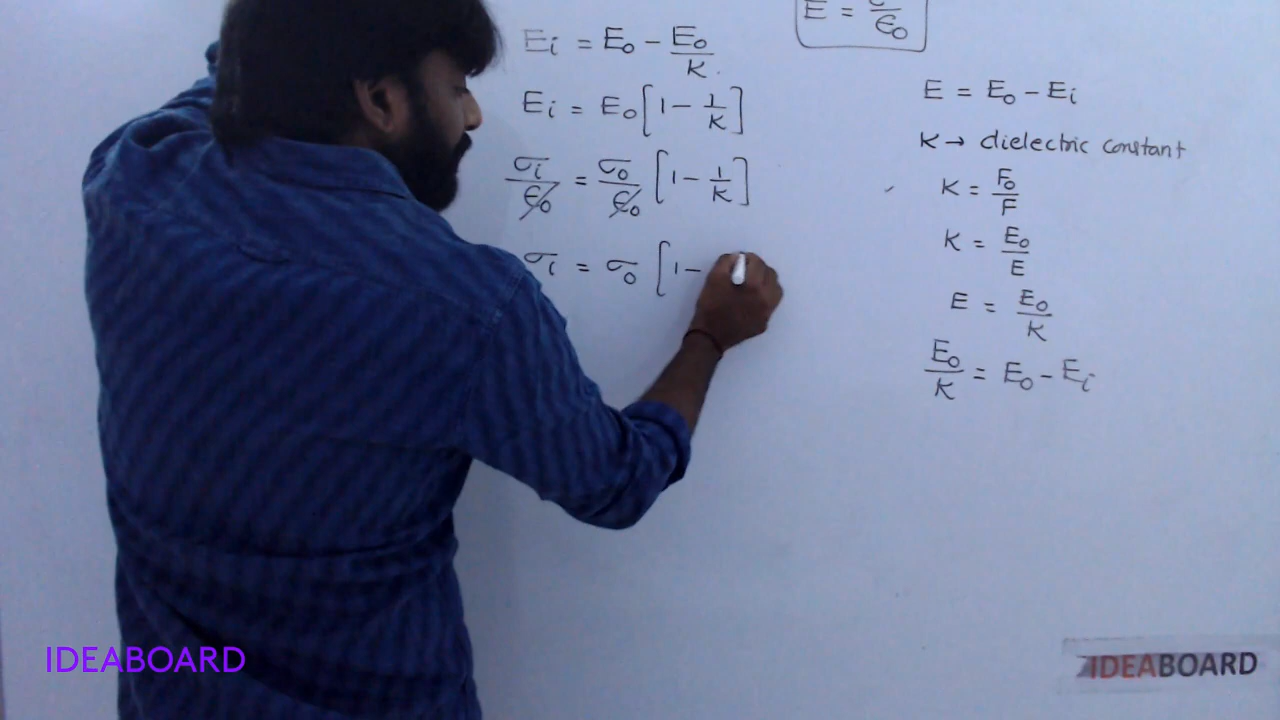 Ei = E₀ - E₀/K
Ei = E₀[1 - 1/K]
σi/ε₀ = σ₀/ε₀ [1 - 1/K]
σi = σ₀ [1 -
E = σ/ε₀
E = E₀ - Ei
K → dielectric constant
K = F₀/F
K = E₀/E
E = E₀/K
E₀/K = E₀ - Ei
IDEABOARD
IDEABOARD